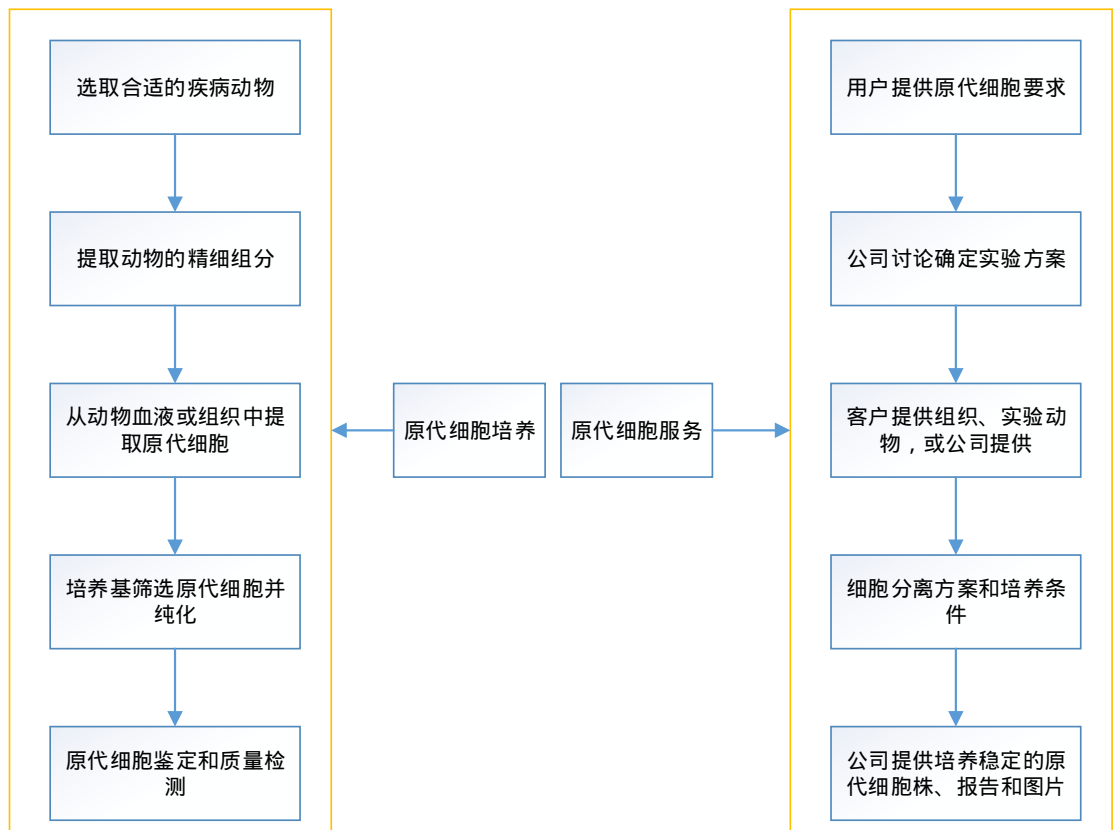 选取合适的疾病动物
提取动物的精细组分
从动物血液或组织中提
取原代细胞
培养基筛选原代细胞并
纯化
原代细胞鉴定和质量检
测
原代细胞培养
原代细胞服务
用户提供原代细胞要求
公司讨论确定实验方案
客户提供组织、实验动
物，或公司提供
细胞分离方案和培养条
件
公司提供培养稳定的原
代细胞株、报告和图片